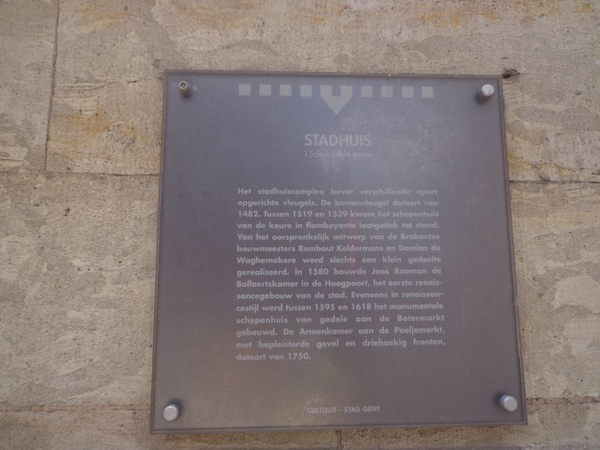 STADHUIS
15de - 19de eeuw
Het stadhuiscomplex bevat verschillende apart
opgerichte vleugels. De binnenvleugel dateert van
1482. Tussen 1519 en 1539 kwam het schepenhuis
van de keure in flamboyante laatgotiek tot stand.
Van het oorspronkelijk ontwerp van de Brabantse
bouwmeesters Rombout Keldermans en Domien de
Waghemakere werd slechts een klein gedeelte
gerealiseerd. In 1580 bouwde Joos Rooman de
Bollaertskamer in de Hoogpoort, het eerste renais-
sancegebouw van de stad. Eveneens in renaissan-
cestijl werd tussen 1595 en 1618 het monumentale
schepenhuis van gedele aan de Botermarkt
gebouwd. De Armenkamer aan de Poeljemarkt,
met bepleisterde gevel en driehoekig fronton,
dateert van 1750.
CULTUUR - STAD GENT